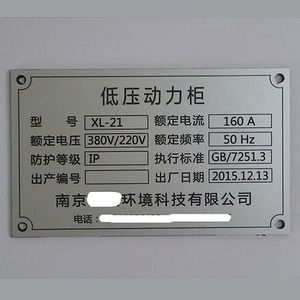 低压动力柜
型 号 XL-21 额定电流 160 A
额定电压 380V/220V 额定频率 50 Hz
防护等级 IP 执行标准 GB/7251.3
出产编号 出厂日期 2015.12.13
南京 环境科技有限公司
电话：